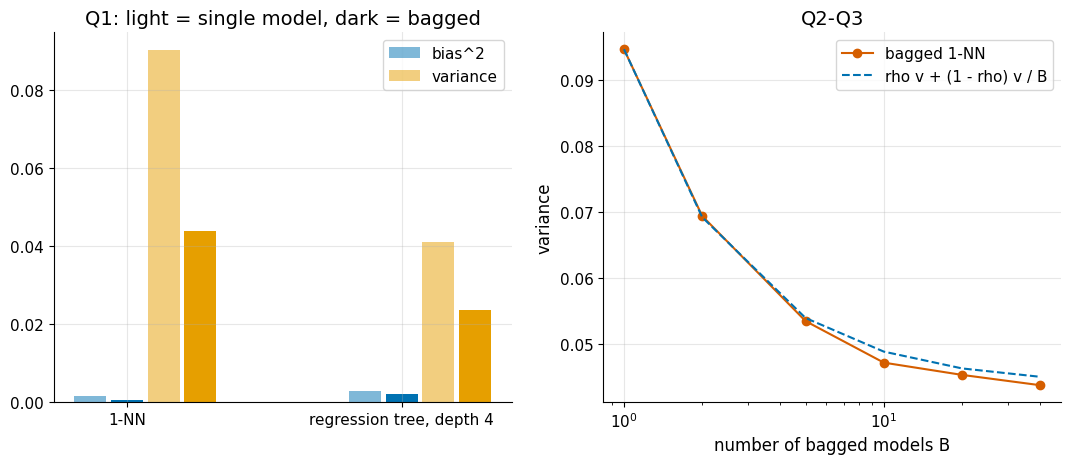 Q1: light = single model, dark = bagged
bias^2
variance
0.08
0.06
0.04
0.02
0.00
1-NN
regression tree, depth 4
Q2-Q3
bagged 1-NN
rho v + (1 - rho) v / B
variance
0.09
0.08
0.07
0.06
0.05
10^0
10^1
number of bagged models B